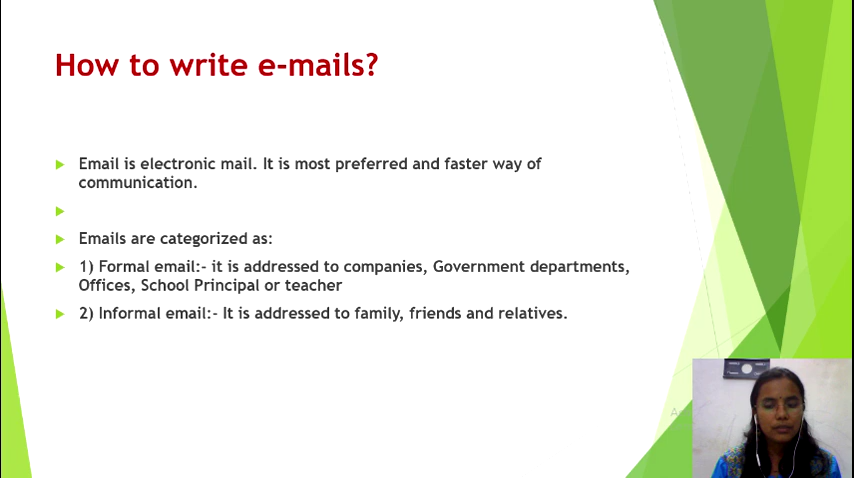 How to write e-mails?
Email is electronic mail. It is most preferred and faster way of
communication.
Emails are categorized as:
1) Formal email:- it is addressed to companies, Government departments,
Offices, School Principal or teacher
2) Informal email:- It is addressed to family, friends and relatives.